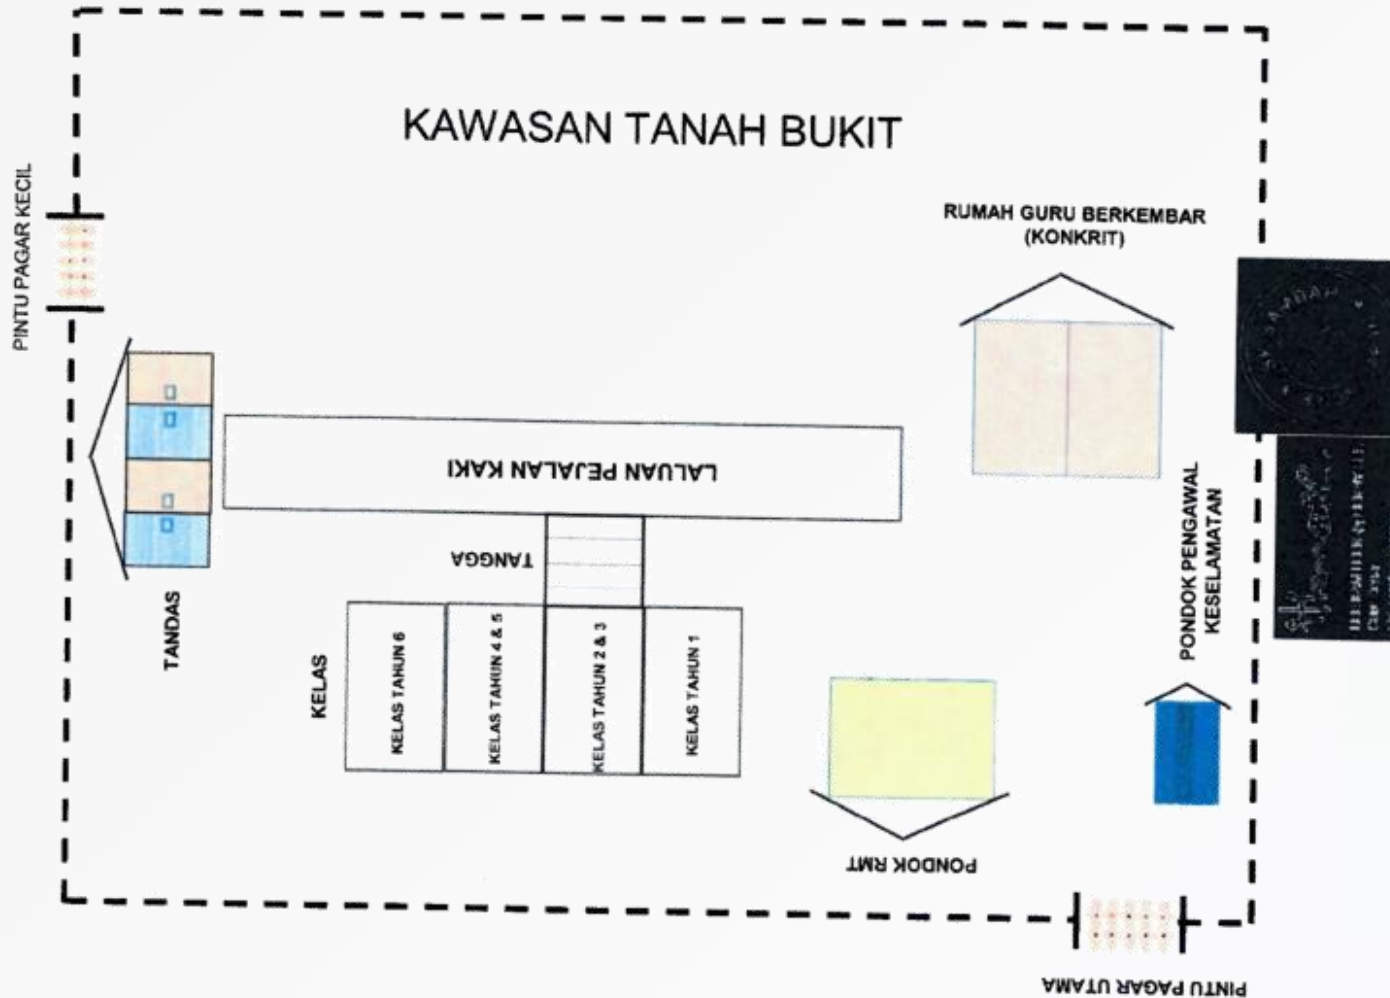 KAWASAN TANAH BUKIT
PINTU PAGAR KECIL
RUMAH GURU BERKEMBAR
(KONKRIT)
LALUAN PEJALAN KAKI
TANGGA
TANDAS
KELAS
KELAS TAHUN 6
KELAS TAHUN 4 & 5
KELAS TAHUN 2 & 3
KELAS TAHUN 1
PONDOK PENGAWAL
KESELAMATAN
PONDOK RMT
PINTU PAGAR UTAMA